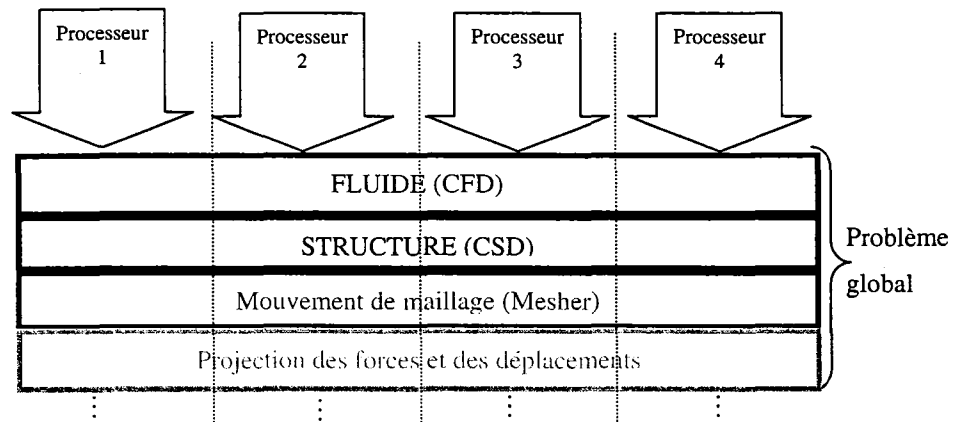 Processeur
1
Processeur
2
Processeur
3
Processeur
4
FLUIDE (CFD)
STRUCTURE (CSD)
Mouvement de maillage (Mesher)
Projection des forces et des déplacements
Problème
global